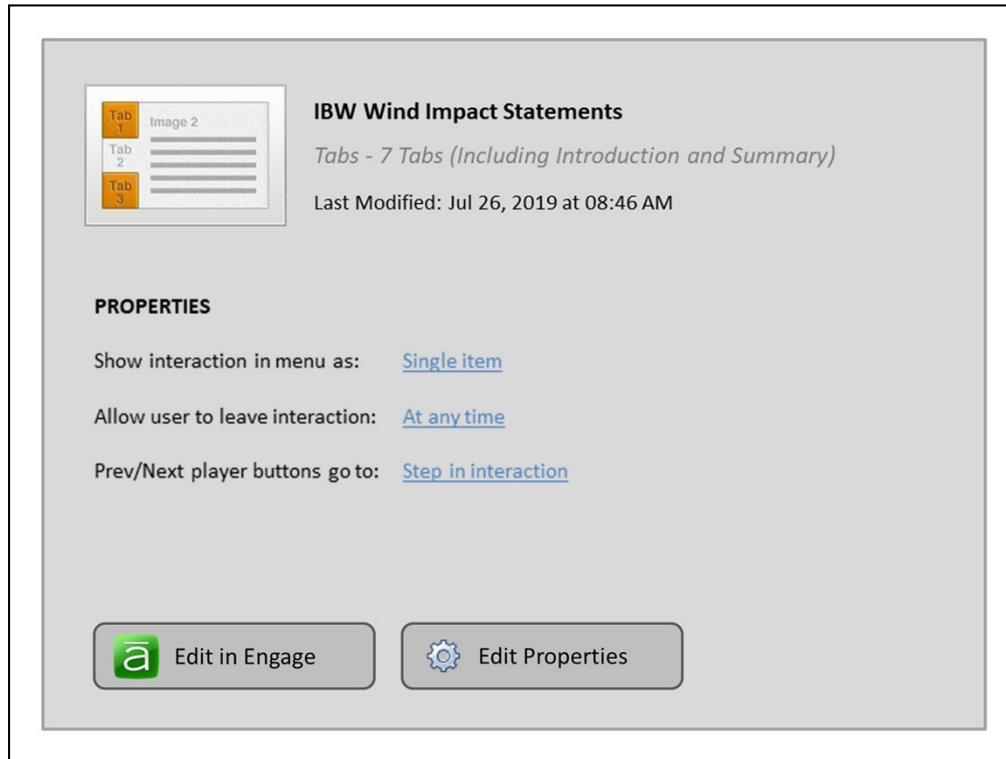 Tab
1
Tab
2
Tab
3
Image 2
IBW Wind Impact Statements
Tabs - 7 Tabs (Including Introduction and Summary)
Last Modified: Jul 26, 2019 at 08:46 AM
PROPERTIES
Show interaction in menu as: Single item
Allow user to leave interaction: At any time
Prev/Next player buttons go to: Step in interaction
ā Edit in Engage
Edit Properties